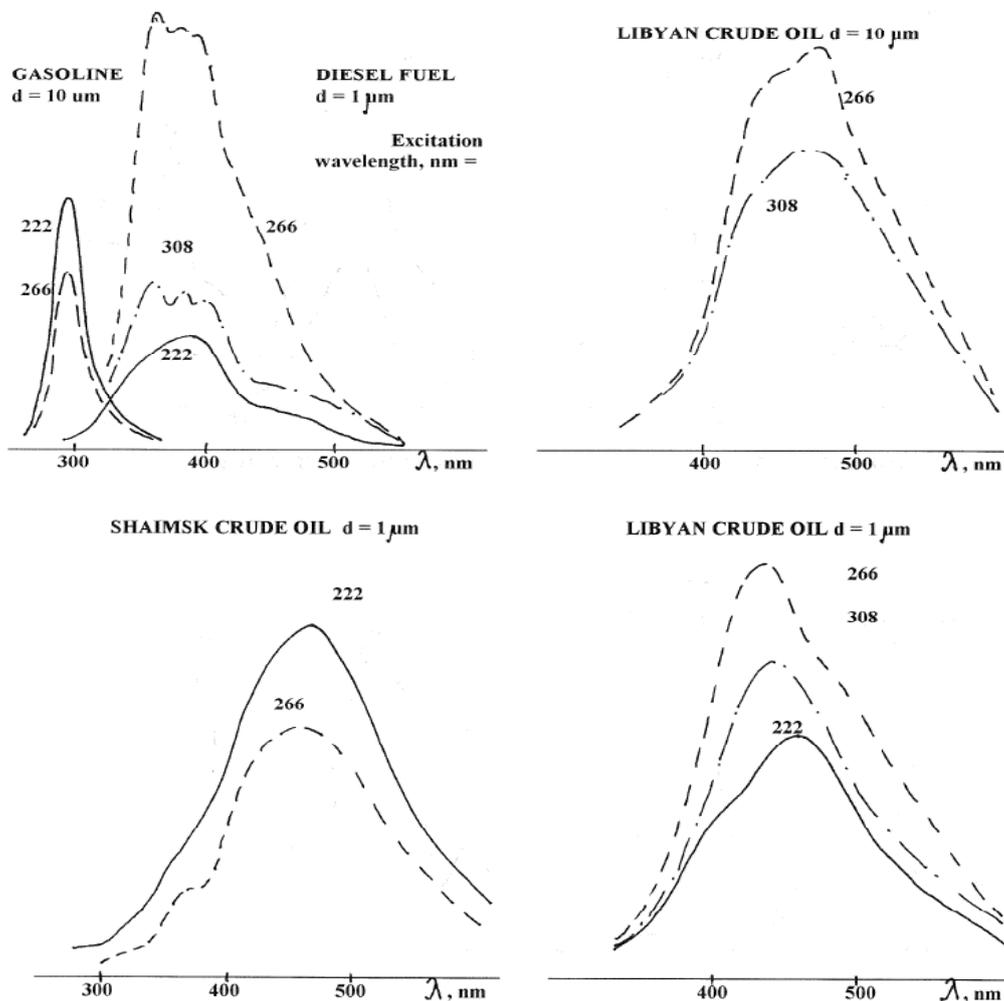 GASOLINE
d = 10 um
DIESEL FUEL
d = 1 μm
Excitation
wavelength, nm =
222
266
308
266
222
300 400 500 λ, nm
LIBYAN CRUDE OIL d = 10 μm
266
308
400 500 λ, nm
SHAIMSK CRUDE OIL d = 1 μm
222
266
300 400 500 λ, nm
LIBYAN CRUDE OIL d = 1 μm
266
308
222
400 500 λ, nm